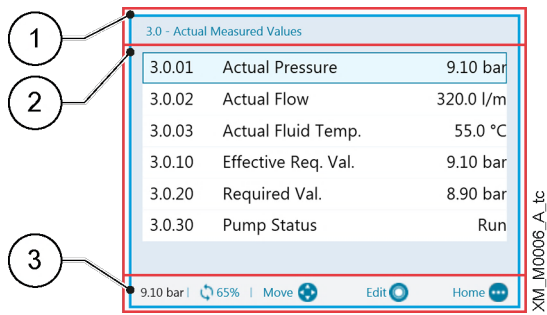 1
3.0 - Actual Measured Values
2
3.0.01 Actual Pressure 9.10 bar
3.0.02 Actual Flow 320.0 l/m
3.0.03 Actual Fluid Temp. 55.0 °C
3.0.10 Effective Req. Val. 9.10 bar
3.0.20 Required Val. 8.90 bar
3.0.30 Pump Status Run
3
9.10 bar | 65% | Move Edit Home
XM_M0006_A_tc